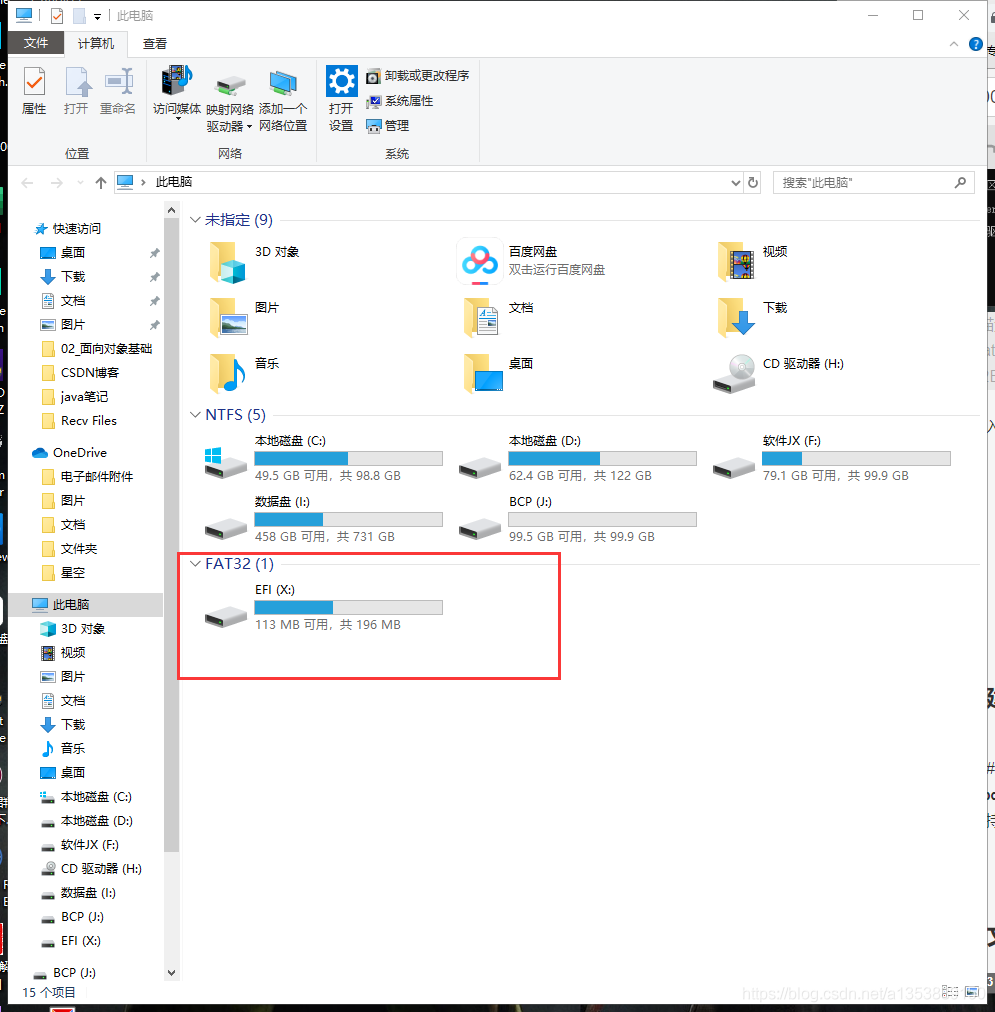 此电脑
文件
计算机
查看
属性
打开
重命名
访问媒体
映射网络
驱动器
添加一个
网络位置
打开
设置
卸载或更改程序
系统属性
管理
位置
网络
系统
此电脑
搜索"此电脑"
快速访问
桌面
下载
文档
图片
02_面向对象基础
CSDN博客
java笔记
Recv Files
OneDrive
电子邮件附件
图片
文档
文件夹
星空
此电脑
3D 对象
视频
图片
文档
下载
音乐
桌面
本地磁盘 (C:)
本地磁盘 (D:)
软件JX (F:)
CD 驱动器 (H:)
数据盘 (I:)
BCP (J:)
EFI (X:)
BCP (J:)
未指定 (9)
3D 对象
百度网盘
双击运行百度网盘
视频
图片
文档
下载
音乐
桌面
CD 驱动器 (H:)
NTFS (5)
本地磁盘 (C:)
49.5 GB 可用，共 98.8 GB
本地磁盘 (D:)
62.4 GB 可用，共 122 GB
软件JX (F:)
79.1 GB 可用，共 99.9 GB
数据盘 (I:)
458 GB 可用，共 731 GB
BCP (J:)
99.5 GB 可用，共 99.9 GB
FAT32 (1)
EFI (X:)
113 MB 可用，共 196 MB
15 个项目